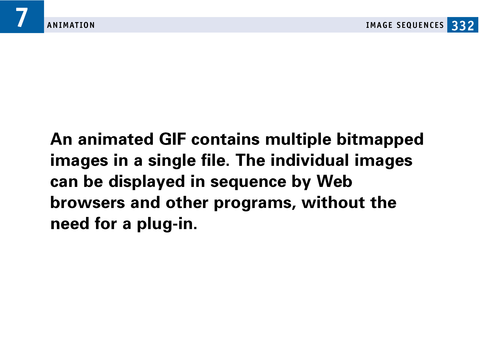 7
ANIMATION
IMAGE SEQUENCES 332
An animated GIF contains multiple bitmapped
images in a single file. The individual images
can be displayed in sequence by Web
browsers and other programs, without the
need for a plug-in.